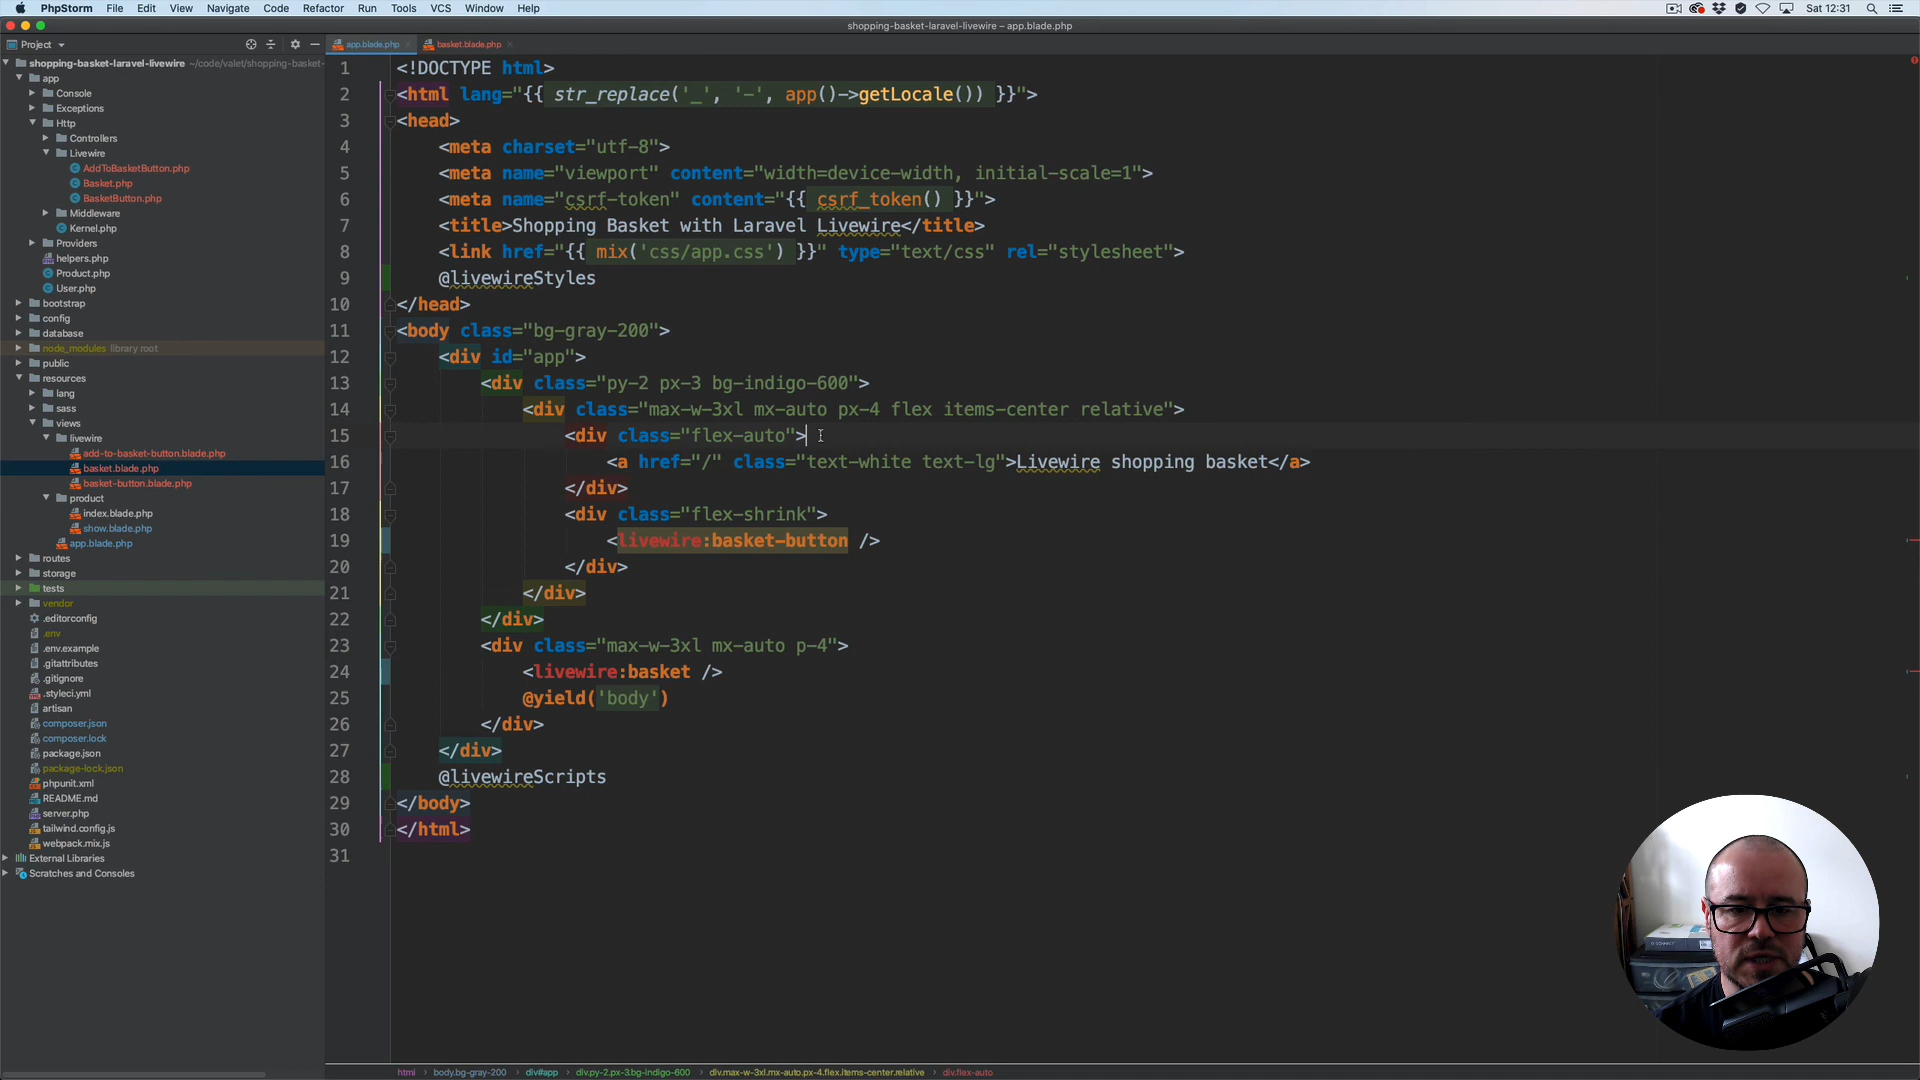 PhpStorm File Edit View Navigate Code Refactor Run Tools VCS Window Help Sat 12:31
shopping-basket-laravel-livewire – app.blade.php
Project
app.blade.php
basket.blade.php
shopping-basket-laravel-livewire ~/code/valet/shopping-basket-
app
Console
Exceptions
Http
Controllers
Livewire
AddToBasketButton.php
Basket.php
BasketButton.php
Middleware
Kernel.php
Providers
helpers.php
Product.php
User.php
bootstrap
config
database
node_modules library root
public
resources
lang
sass
views
livewire
add-to-basket-button.blade.php
basket.blade.php
basket-button.blade.php
product
index.blade.php
show.blade.php
app.blade.php
routes
storage
tests
vendor
.editorconfig
.env
.env.example
.gitattributes
.gitignore
.styleci.yml
artisan
composer.json
composer.lock
package.json
package-lock.json
phpunit.xml
README.md
server.php
tailwind.config.js
webpack.mix.js
External Libraries
Scratches and Consoles
1 <!DOCTYPE html>
2 <html lang="{{ str_replace('_', '-', app()->getLocale()) }}">
3 <head>
4 <meta charset="utf-8">
5 <meta name="viewport" content="width=device-width, initial-scale=1">
6 <meta name="csrf-token" content="{{ csrf_token() }}">
7 <title>Shopping Basket with Laravel Livewire</title>
8 <link href="{{ mix('css/app.css') }}" type="text/css" rel="stylesheet">
9 @livewireStyles
10 </head>
11 <body class="bg-gray-200">
12 <div id="app">
13 <div class="py-2 px-3 bg-indigo-600">
14 <div class="max-w-3xl mx-auto px-4 flex items-center relative">
15 <div class="flex-auto">
16 <a href="/" class="text-white text-lg">Livewire shopping basket</a>
17 </div>
18 <div class="flex-shrink">
19 <livewire:basket-button />
20 </div>
21 </div>
22 </div>
23 <div class="max-w-3xl mx-auto p-4">
24 <livewire:basket />
25 @yield('body')
26 </div>
27 </div>
28 @livewireScripts
29 </body>
30 </html>
31
html › body.bg-gray-200 › div#app › div.py-2.px-3.bg-indigo-600 › div.max-w-3xl.mx-auto.px-4.flex.items-center.relative › div.flex-auto